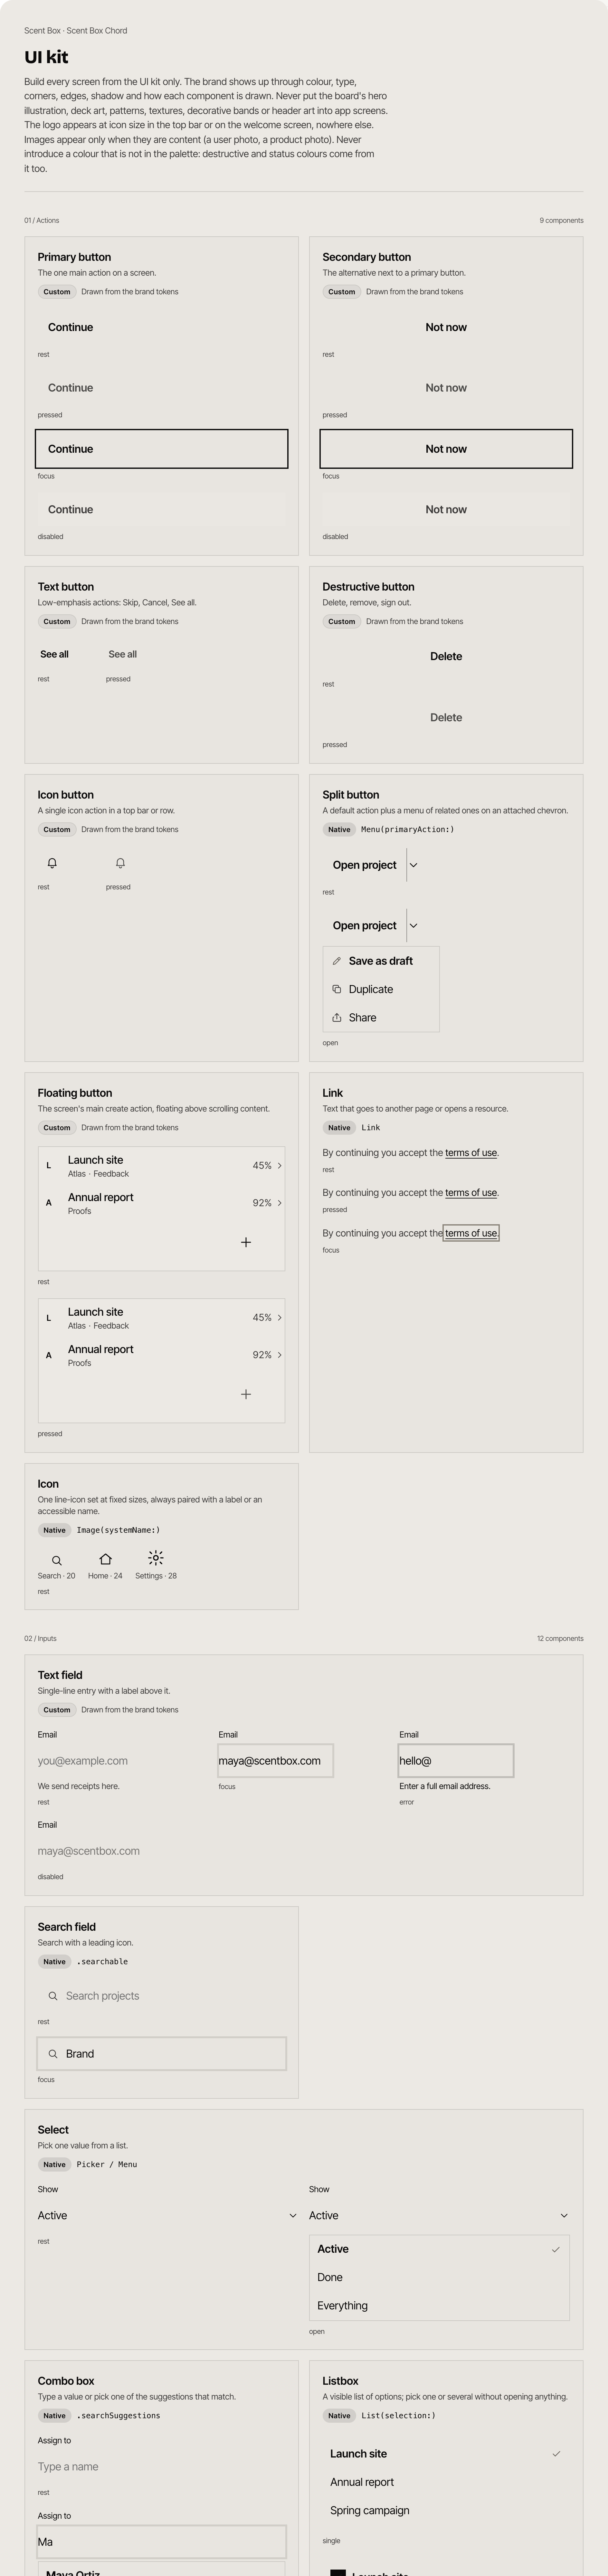 Scent Box · Scent Box Chord
UI kit
Build every screen from the UI kit only. The brand shows up through colour, type,
corners, edges, shadow and how each component is drawn. Never put the board's hero
illustration, deck art, patterns, textures, decorative bands or header art into app screens.
The logo appears at icon size in the top bar or on the welcome screen, nowhere else.
Images appear only when they are content (a user photo, a product photo). Never
introduce a colour that is not in the palette: destructive and status colours come from
it too.
01 / Actions
9 components
Primary button
The one main action on a screen.
Custom Drawn from the brand tokens
Continue
rest
Continue
pressed
Continue
focus
Continue
disabled
Secondary button
The alternative next to a primary button.
Custom Drawn from the brand tokens
Not now
rest
Not now
pressed
Not now
focus
Not now
disabled
Text button
Low-emphasis actions: Skip, Cancel, See all.
Custom Drawn from the brand tokens
See all See all
rest pressed
Destructive button
Delete, remove, sign out.
Custom Drawn from the brand tokens
Delete
rest
Delete
pressed
Icon button
A single icon action in a top bar or row.
Custom Drawn from the brand tokens
rest pressed
Split button
A default action plus a menu of related ones on an attached chevron.
Native Menu(primaryAction:)
Open project
rest
Open project
Save as draft
Duplicate
Share
open
Floating button
The screen's main create action, floating above scrolling content.
Custom Drawn from the brand tokens
L Launch site 45%
Atlas · Feedback
A Annual report 92%
Proofs
rest
L Launch site 45%
Atlas · Feedback
A Annual report 92%
Proofs
pressed
Link
Text that goes to another page or opens a resource.
Native Link
By continuing you accept the terms of use.
rest
By continuing you accept the terms of use.
pressed
By continuing you accept the terms of use.
focus
Icon
One line-icon set at fixed sizes, always paired with a label or an
accessible name.
Native Image(systemName:)
Search · 20 Home · 24 Settings · 28
rest
02 / Inputs
12 components
Text field
Single-line entry with a label above it.
Custom Drawn from the brand tokens
Email
you@example.com
We send receipts here.
rest
Email
maya@scentbox.com
focus
Email
hello@
Enter a full email address.
error
Email
maya@scentbox.com
disabled
Search field
Search with a leading icon.
Native .searchable
Search projects
rest
Brand
focus
Select
Pick one value from a list.
Native Picker / Menu
Show
Active
rest
Show
Active
Active
Done
Everything
open
Combo box
Type a value or pick one of the suggestions that match.
Native .searchSuggestions
Assign to
Type a name
rest
Assign to
Ma
Maya Ortiz
Listbox
A visible list of options; pick one or several without opening anything.
Native List(selection:)
Launch site
Annual report
Spring campaign
single
Launch site